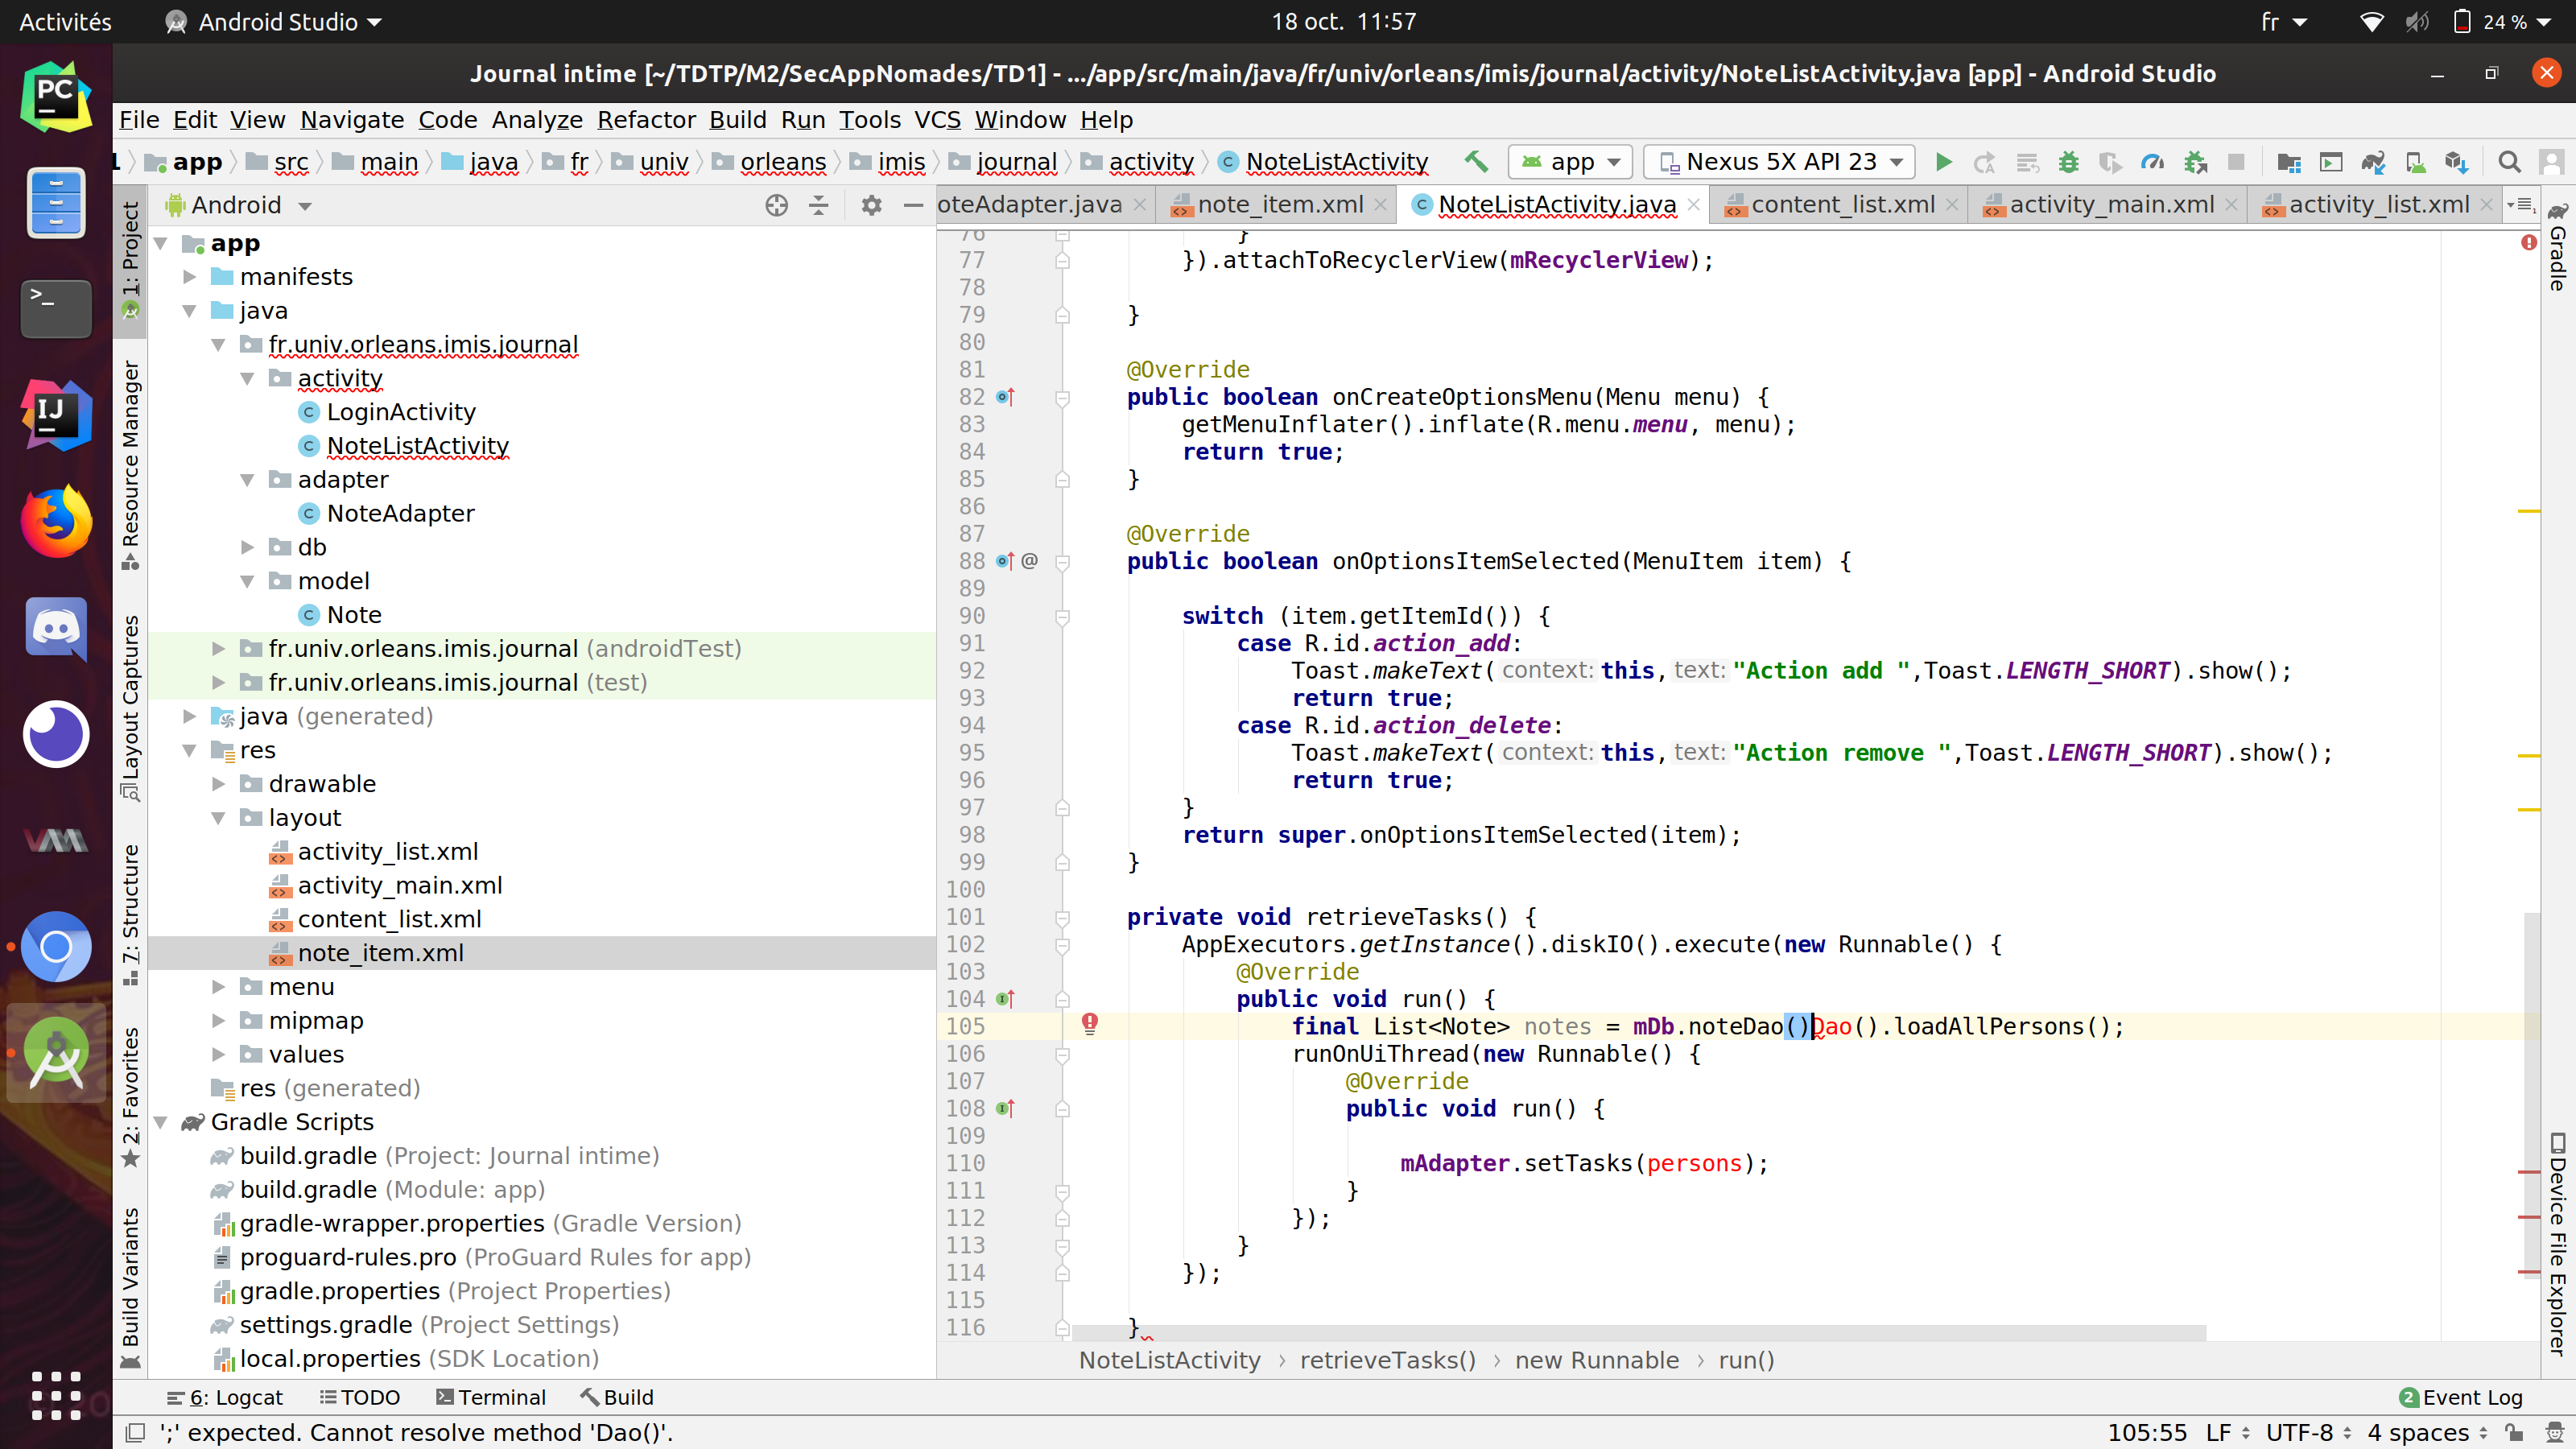 Activités
Android Studio
18 oct. 11:57
fr
24 %
Journal intime [~/TDTP/M2/SecAppNomades/TD1] - .../app/src/main/java/fr/univ/orleans/imis/journal/activity/NoteListActivity.java [app] - Android Studio
File Edit View Navigate Code Analyze Refactor Build Run Tools VCS Window Help
app src main java fr univ orleans imis journal activity NoteListActivity
app
Nexus 5X API 23
Android
oteAdapter.java
note_item.xml
NoteListActivity.java
content_list.xml
activity_main.xml
activity_list.xml
1: Project
Resource Manager
Layout Captures
7: Structure
2: Favorites
Build Variants
PC
>_
IJ
app
manifests
java
fr.univ.orleans.imis.journal
activity
LoginActivity
NoteListActivity
adapter
NoteAdapter
db
model
Note
fr.univ.orleans.imis.journal (androidTest)
fr.univ.orleans.imis.journal (test)
java (generated)
res
drawable
layout
activity_list.xml
activity_main.xml
content_list.xml
note_item.xml
menu
mipmap
values
res (generated)
Gradle Scripts
build.gradle (Project: Journal intime)
build.gradle (Module: app)
gradle-wrapper.properties (Gradle Version)
proguard-rules.pro (ProGuard Rules for app)
gradle.properties (Project Properties)
settings.gradle (Project Settings)
local.properties (SDK Location)
76 }
77 }).attachToRecyclerView(mRecyclerView);
78
79 }
80
81 @Override
82 public boolean onCreateOptionsMenu(Menu menu) {
83 getMenuInflater().inflate(R.menu.menu, menu);
84 return true;
85 }
86
87 @Override
88 @ public boolean onOptionsItemSelected(MenuItem item) {
89
90 switch (item.getItemId()) {
91 case R.id.action_add:
92 Toast.makeText( context: this, text: "Action add ",Toast.LENGTH_SHORT).show();
93 return true;
94 case R.id.action_delete:
95 Toast.makeText( context: this, text: "Action remove ",Toast.LENGTH_SHORT).show();
96 return true;
97 }
98 return super.onOptionsItemSelected(item);
99 }
100
101 private void retrieveTasks() {
102 AppExecutors.getInstance().diskIO().execute(new Runnable() {
103 @Override
104 public void run() {
105 final List<Note> notes = mDb.noteDao()Dao().loadAllPersons();
106 runOnUiThread(new Runnable() {
107 @Override
108 public void run() {
109
110 mAdapter.setTasks(persons);
111 }
112 });
113 }
114 });
115
116 }
NoteListActivity › retrieveTasks() › new Runnable › run()
Gradle
Device File Explorer
6: Logcat
TODO
Terminal
Build
2 Event Log
';' expected. Cannot resolve method 'Dao()'.
105:55 LF UTF-8 4 spaces